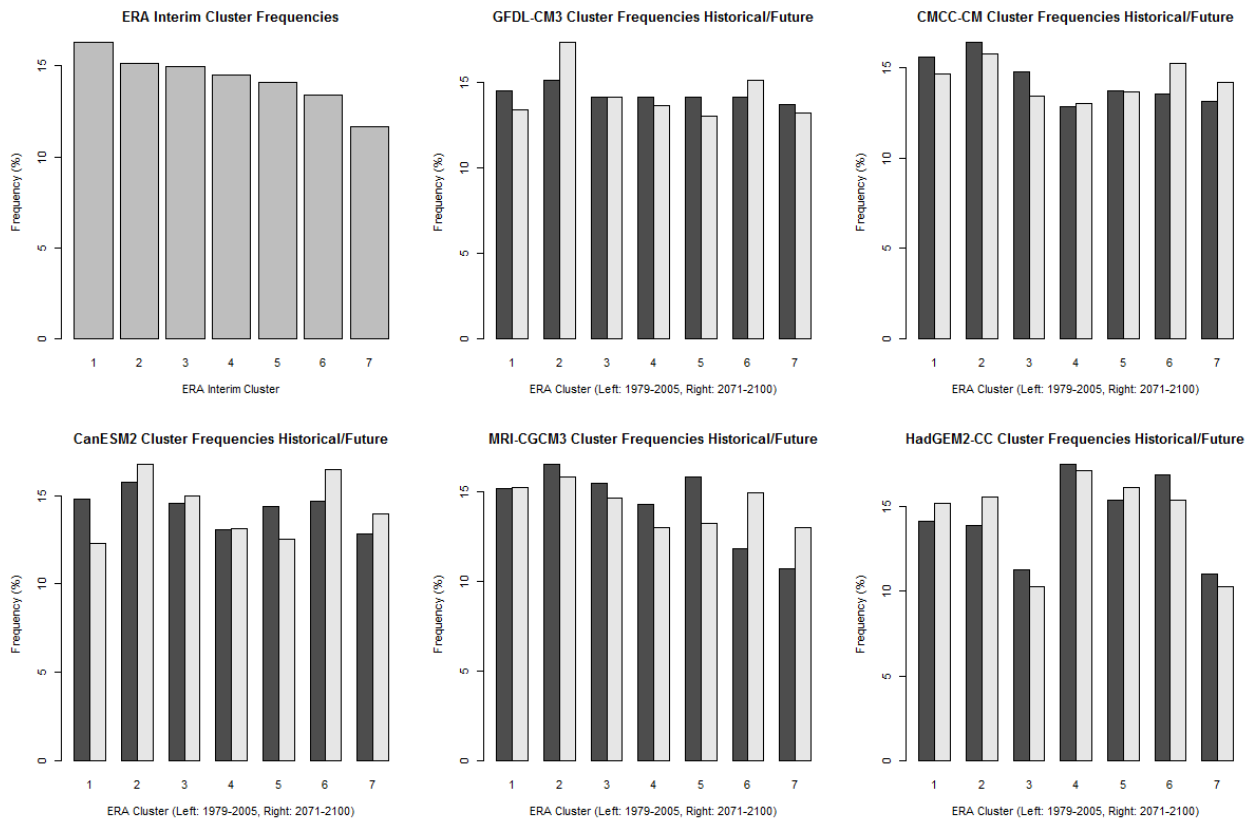 ERA Interim Cluster Frequencies
Frequency (%)
15
10
5
0
1 2 3 4 5 6 7
ERA Interim Cluster
GFDL-CM3 Cluster Frequencies Historical/Future
Frequency (%)
15
10
5
0
1 2 3 4 5 6 7
ERA Cluster (Left: 1979-2005, Right: 2071-2100)
CMCC-CM Cluster Frequencies Historical/Future
Frequency (%)
15
10
5
0
1 2 3 4 5 6 7
ERA Cluster (Left: 1979-2005, Right: 2071-2100)
CanESM2 Cluster Frequencies Historical/Future
Frequency (%)
15
10
5
0
1 2 3 4 5 6 7
ERA Cluster (Left: 1979-2005, Right: 2071-2100)
MRI-CGCM3 Cluster Frequencies Historical/Future
Frequency (%)
15
10
5
0
1 2 3 4 5 6 7
ERA Cluster (Left: 1979-2005, Right: 2071-2100)
HadGEM2-CC Cluster Frequencies Historical/Future
Frequency (%)
15
10
5
0
1 2 3 4 5 6 7
ERA Cluster (Left: 1979-2005, Right: 2071-2100)